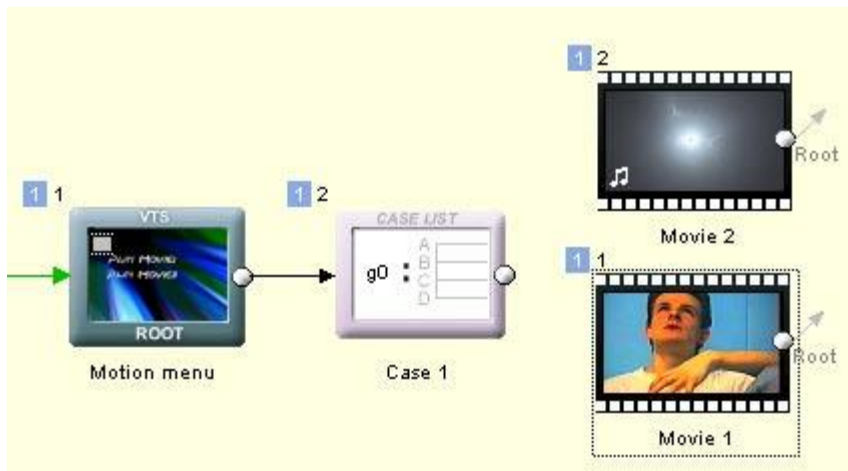 1 2
Root
Movie 2
1 1
VTS
ROOT
Motion menu
1 2
CASE LIST
g0 :
A
B
C
D
Case 1
1 1
Root
Movie 1